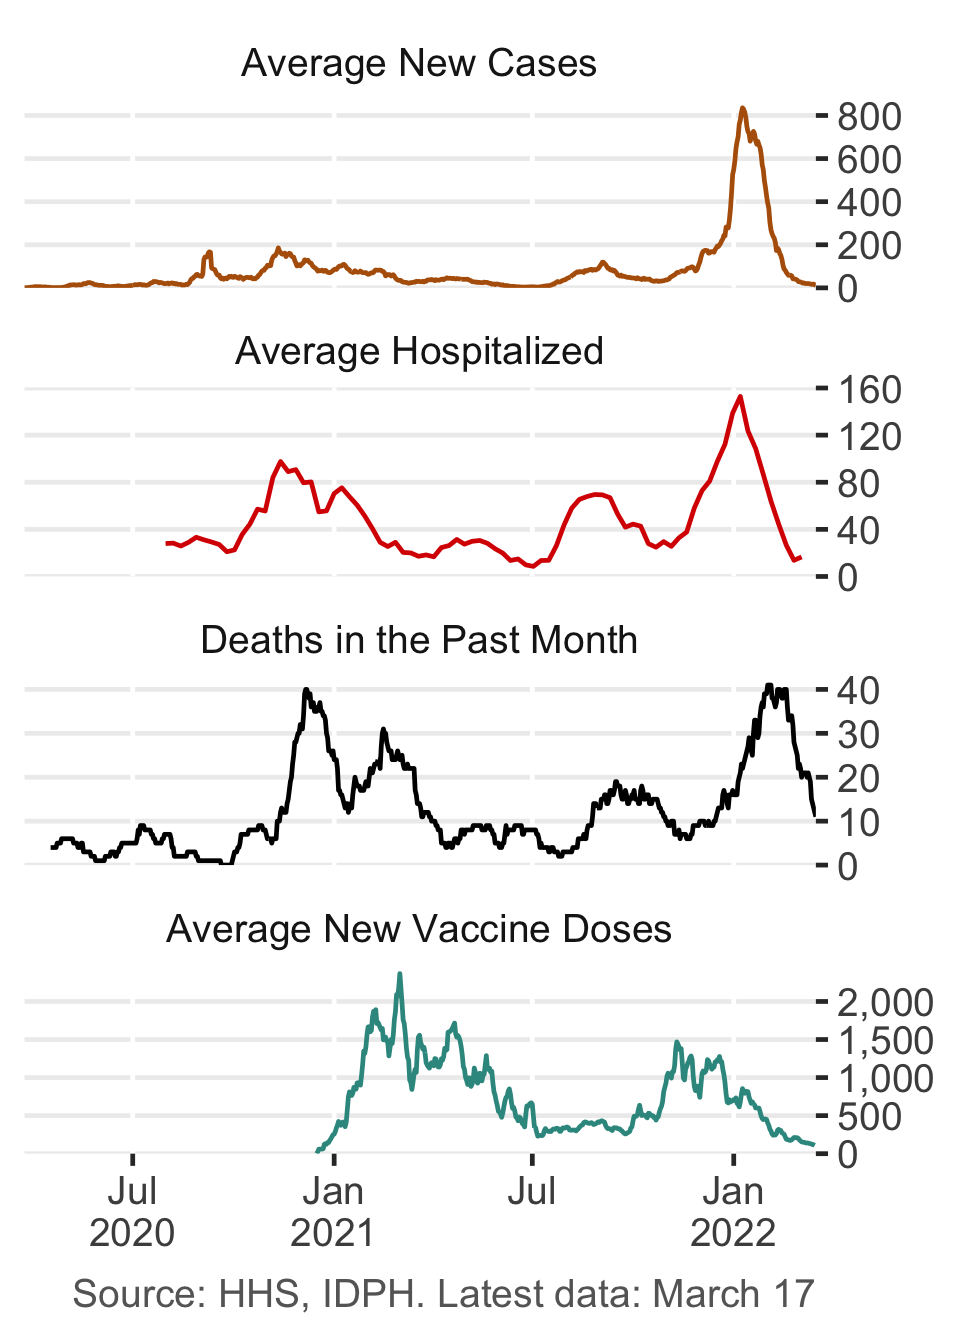 Average New Cases
800
600
400
200
0
Average Hospitalized
160
120
80
40
0
Deaths in the Past Month
40
30
20
10
0
Average New Vaccine Doses
2,000
1,500
1,000
500
0
Jul Jan Jul Jan
2020 2021 2022
Source: HHS, IDPH. Latest data: March 17